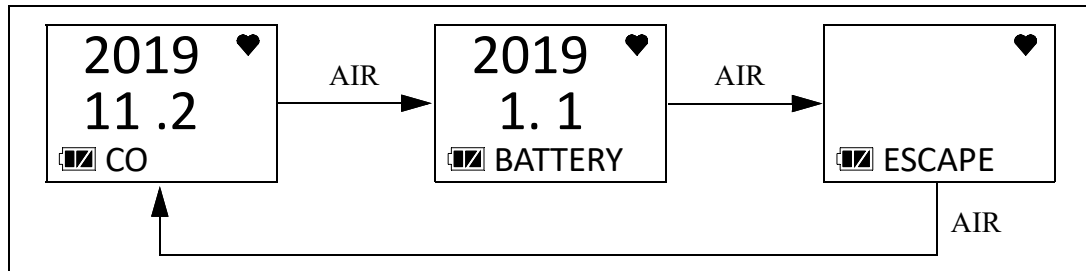 2019
11 .2
CO
AIR
2019
1. 1
BATTERY
AIR
ESCAPE
AIR